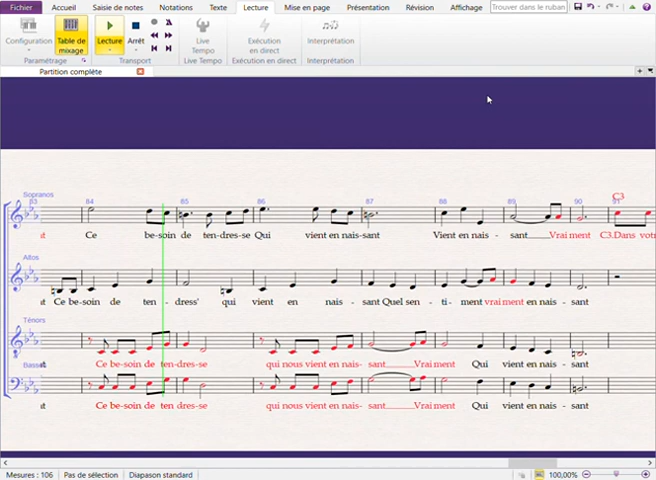 Fichier Accueil Saisie de notes Notations Texte Lecture Mise en page Présentation Révision Affichage Trouver dans le ruban
Configuration Table de mixage Lecture Arrêt Live Tempo Exécution en direct Interprétation
Paramétrage Transport Live Tempo Exécution en direct Interprétation
Partition complète
Sopranos
83 84 85 86 87 88 89 90 91
C3
it Ce be-soin de ten-dres-se Qui vient en nais-sant Vient en nais - sant Vrai ment C3.Dans votr
Altos
it Ce be-soin de ten - dress' qui vient en nais - sant Quel sen - ti - ment vrai ment en nais - sant
Ténors
Ce be-soin de ten-dres-se qui nous vient en nais- sant Vrai ment Qui vient en nais - sant
Basses
it Ce be-soin de ten dres-se qui nous vient en nais- sant Vrai ment Qui vient en nais - sant
Mesures : 106 Pas de sélection Diapason standard 100,00%